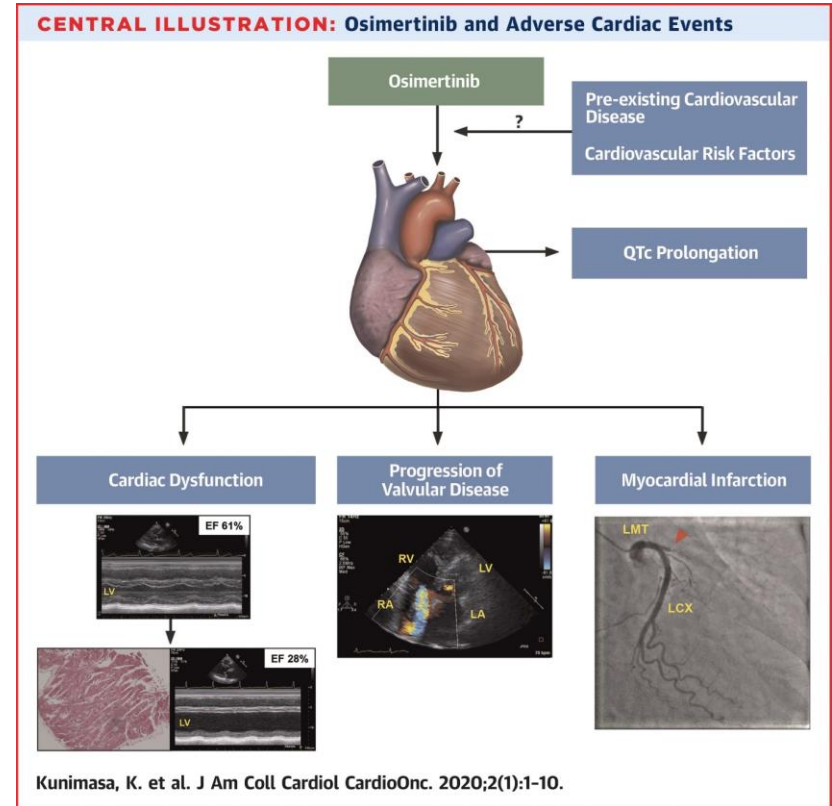 CENTRAL ILLUSTRATION: Osimertinib and Adverse Cardiac Events
Osimertinib
?
Pre-existing Cardiovascular
Disease
Cardiovascular Risk Factors
QTc Prolongation
Cardiac Dysfunction
Progression of
Valvular Disease
Myocardial Infarction
EF 61%
LV
EF 28%
LV
RV
LV
RA
LA
LMT
LCX
Kunimasa, K. et al. J Am Coll Cardiol CardioOnc. 2020;2(1):1-10.